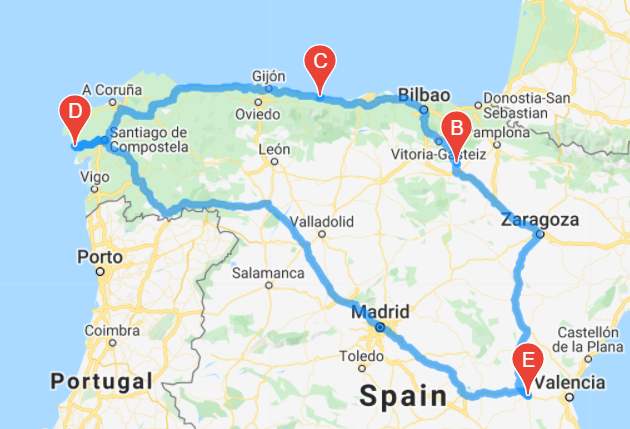 C
Gijón
A Coruña
D
Oviedo
Bilbao
Donostia-San
Sebastian
B
Santiago de
Compostela
León
Vitoria-Gasteiz
Vigo
Valladolid
Zaragoza
Porto
Salamanca
Madrid
Coimbra
Castellón
de la Plana
Toledo
E
Portugal
Spain
Valencia